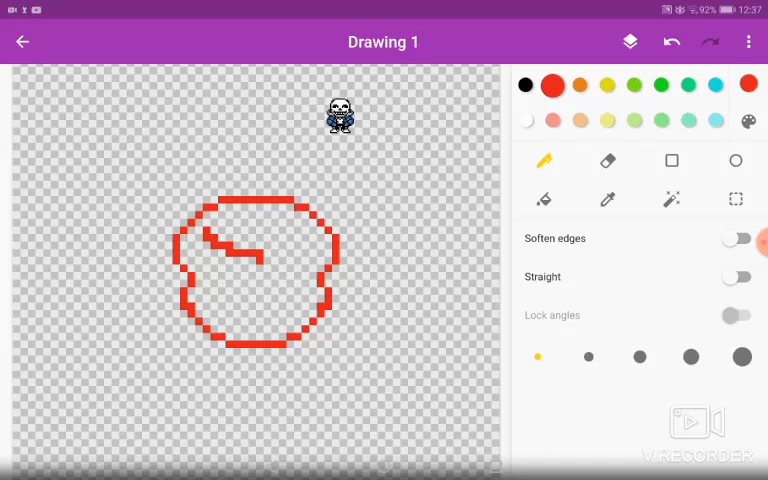 92% 12:37
Drawing 1
Soften edges
Straight
Lock angles
V.RECORDER